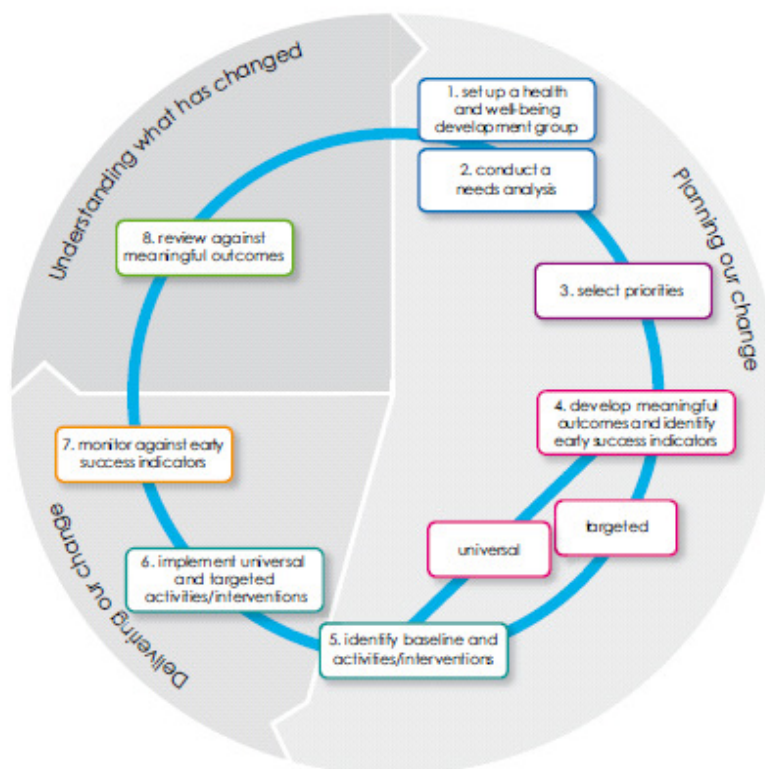 Understanding what has changed
Planning our change
Delivering our change
1. set up a health
and well-being
development group
2. conduct a
needs analysis
3. select priorities
4. develop meaningful
outcomes and identify
early success indicators
targeted
universal
5. identify baseline and
activities/interventions
6. implement universal
and targeted
activities/interventions
7. monitor against early
success indicators
8. review against
meaningful outcomes